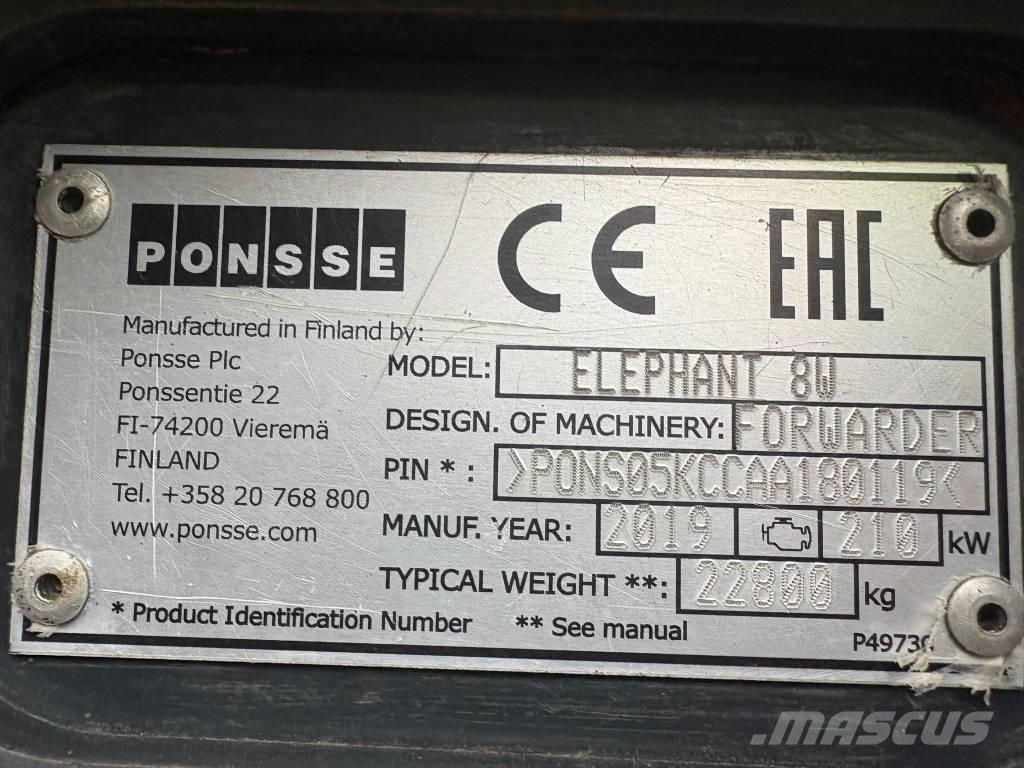 PONSSE CE EAC
Manufactured in Finland by:
Ponsse Plc
Ponssentie 22
FI-74200 Vieremä
FINLAND
Tel. +358 20 768 800
www.ponsse.com
MODEL: ELEPHANT 8W
DESIGN. OF MACHINERY: FORWARDER
PIN * : >PONS05KCCAA180119<
MANUF. YEAR: 2019 210 kW
TYPICAL WEIGHT **: 22800 kg
* Product Identification Number ** See manual
MASCUS